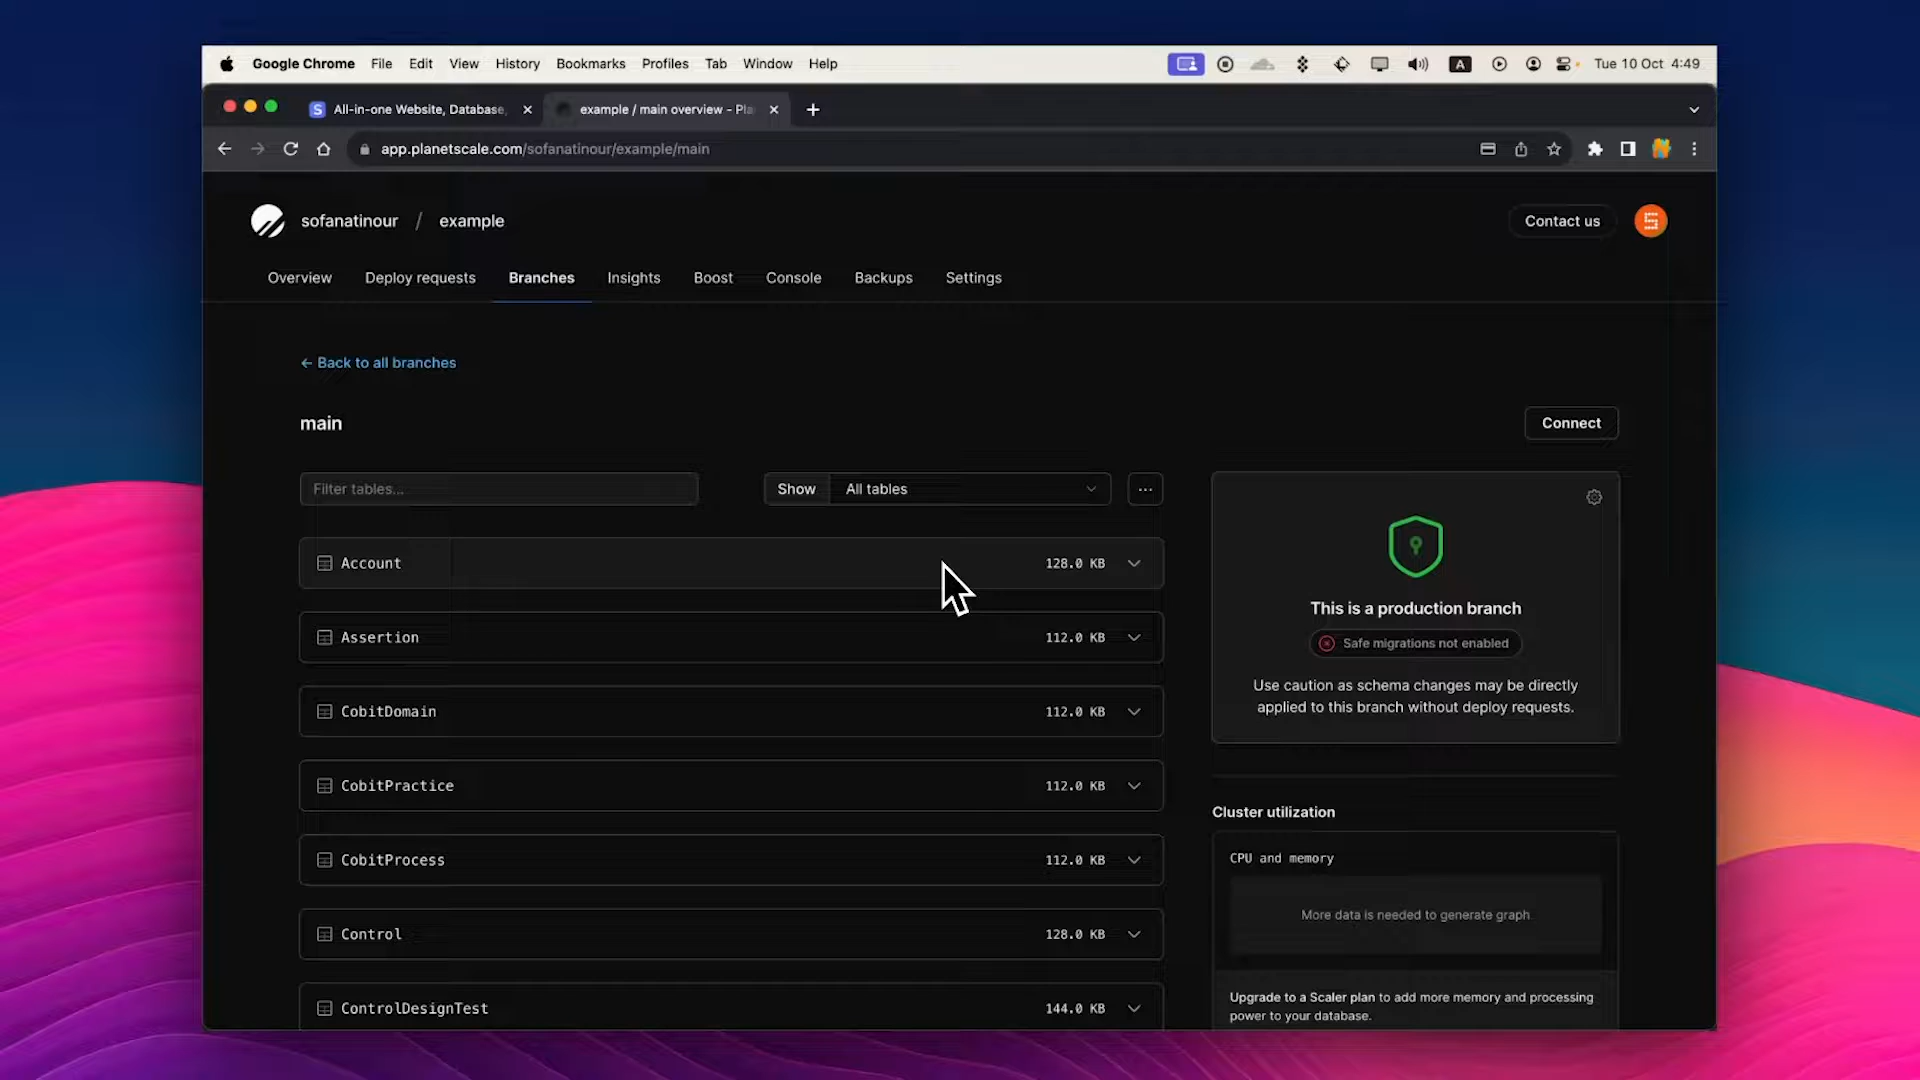 Google Chrome File Edit View History Bookmarks Profiles Tab Window Help A Tue 10 Oct 4:49
S All-in-one Website, Database, example / main overview – Pla
app.planetscale.com/sofanatinour/example/main
sofanatinour / example Contact us
Overview Deploy requests Branches Insights Boost Console Backups Settings
← Back to all branches
main Connect
Filter tables... Show All tables ...
Account 128.0 KB
Assertion 112.0 KB
CobitDomain 112.0 KB
CobitPractice 112.0 KB
CobitProcess 112.0 KB
Control 128.0 KB
ControlDesignTest 144.0 KB
This is a production branch
Safe migrations not enabled
Use caution as schema changes may be directly
applied to this branch without deploy requests.
Cluster utilization
CPU and memory
More data is needed to generate graph
Upgrade to a Scaler plan to add more memory and processing
power to your database.